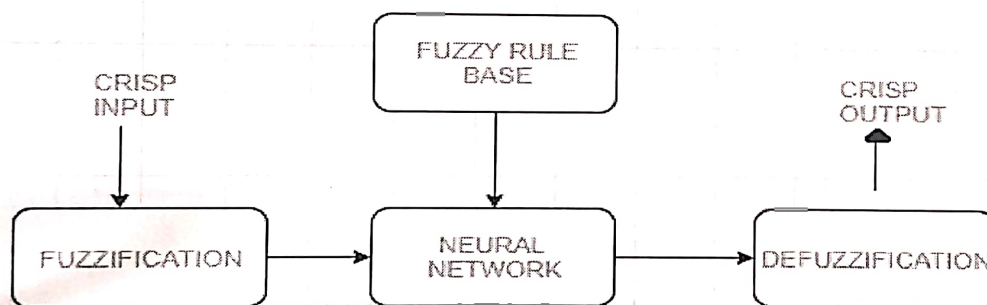 FUZZY RULE
BASE
CRISP
INPUT
CRISP
OUTPUT
FUZZIFICATION
NEURAL
NETWORK
DEFUZZIFICATION